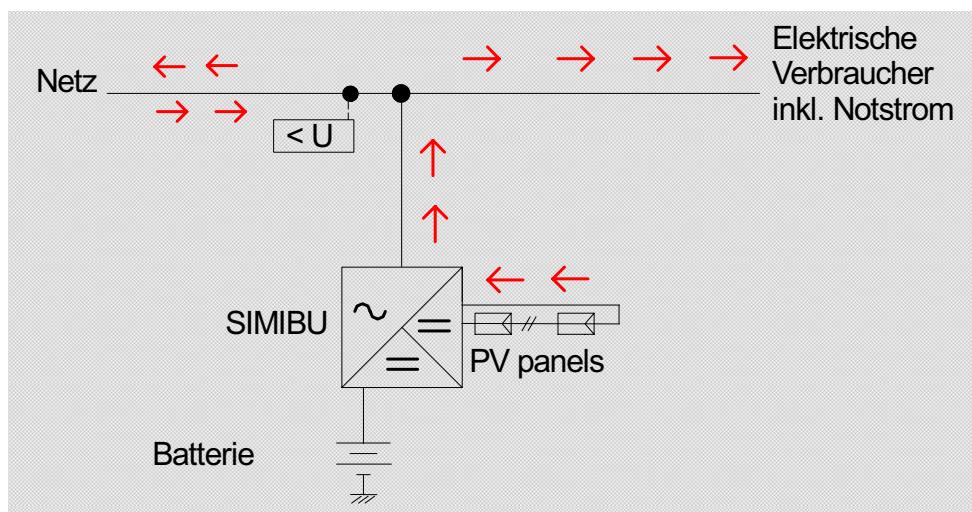 Elektrische
Verbraucher
inkl. Notstrom
Netz
< U
SIMIBU
PV panels
Batterie